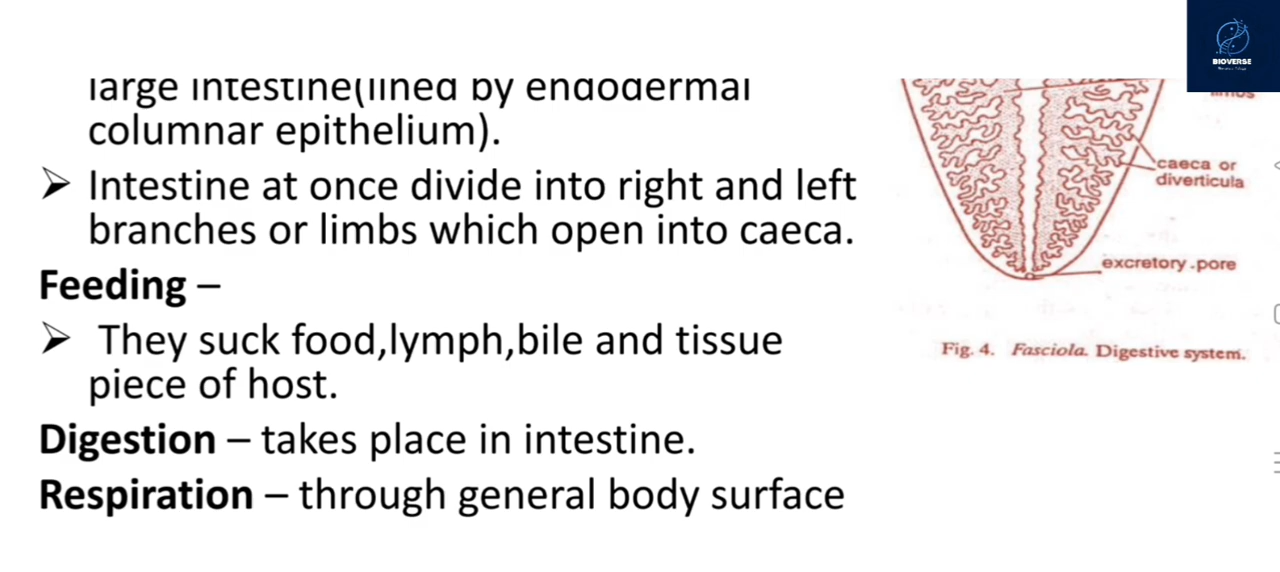 large intestine(lined by endodermal
columnar epithelium).
➤ Intestine at once divide into right and left
branches or limbs which open into caeca.
Feeding –
➤ They suck food,lymph,bile and tissue
piece of host.
Digestion – takes place in intestine.
Respiration – through general body surface
BIOVERSE
limbs
caeca or
diverticula
excretory .pore
Fig. 4. Fasciola. Digestive system.